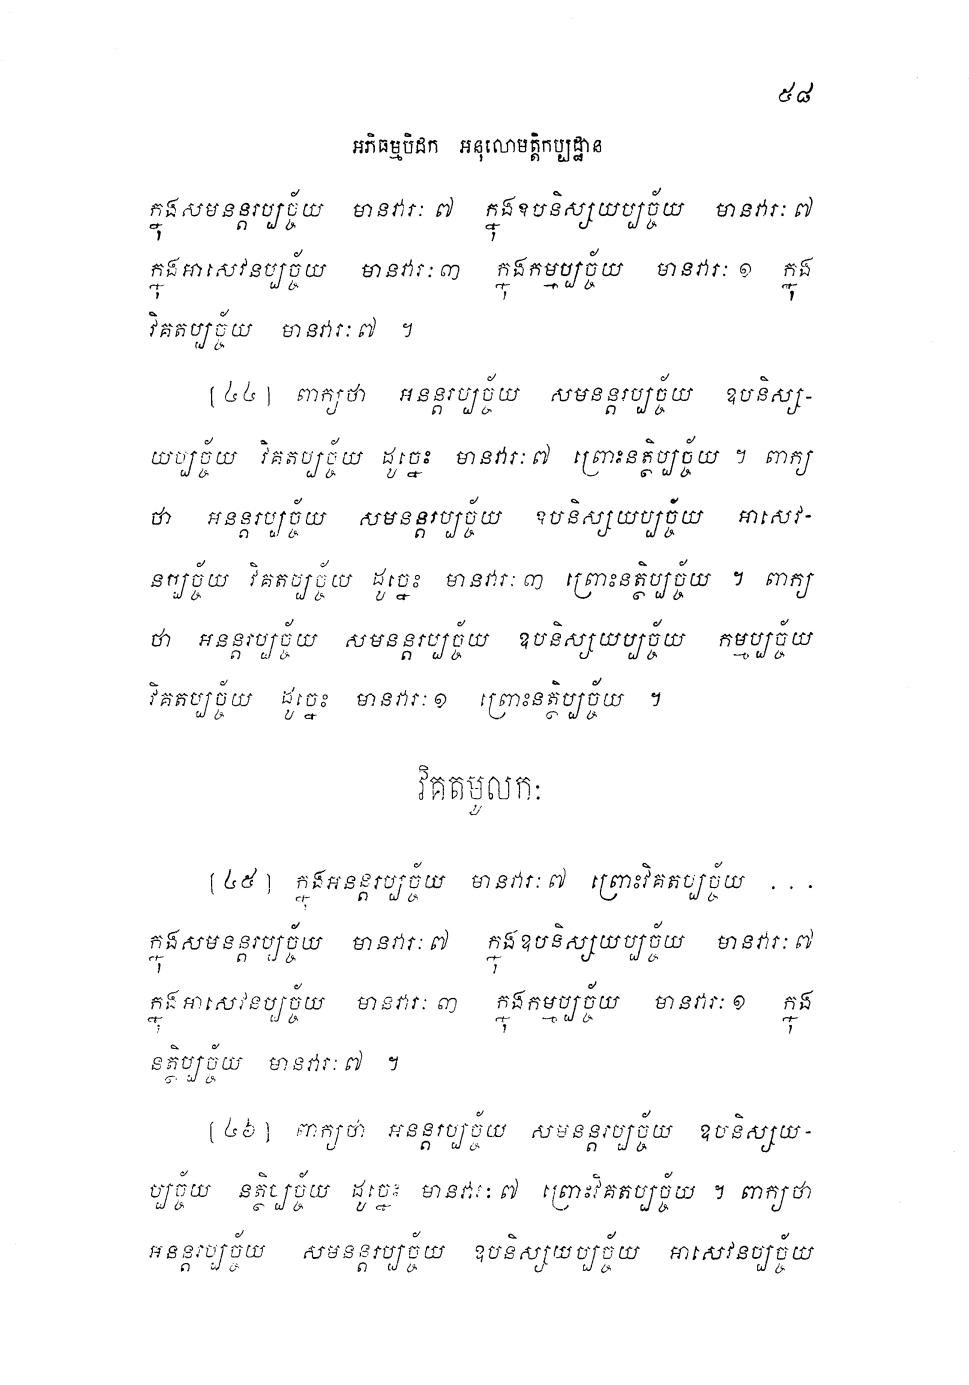 ៥៨
អភិធម្មបិដក អនុលោមត្តិកប្បដ្ឋាន
ក្នុងសមនន្តរប្បច្ច័យ មានវារៈ ៧ ក្នុងឧបនិស្សយប្បច្ច័យ មានវារៈ ៧
ក្នុងអាសេវនប្បច្ច័យ មានវារៈ ៣ ក្នុងកម្មប្បច្ច័យ មានវារៈ ១ ក្នុង
វិគតប្បច្ច័យ មានវារៈ ៧ ។
[៤៤] ពាក្យថា អនន្តរប្បច្ច័យ សមនន្តរប្បច្ច័យ ឧបនិស្ស-
យប្បច្ច័យ វិគតប្បច្ច័យ ដូច្នេះ មានវារៈ ៧ ព្រោះនត្ថិប្បច្ច័យ ។ ពាក្យ
ថា អនន្តរប្បច្ច័យ សមនន្តរប្បច្ច័យ ឧបនិស្សយប្បច្ច័យ អាសេវ-
នប្បច្ច័យ វិគតប្បច្ច័យ ដូច្នេះ មានវារៈ ៣ ព្រោះនត្ថិប្បច្ច័យ ។ ពាក្យ
ថា អនន្តរប្បច្ច័យ សមនន្តរប្បច្ច័យ ឧបនិស្សយប្បច្ច័យ កម្មប្បច្ច័យ
វិគតប្បច្ច័យ ដូច្នេះ មានវារៈ ១ ព្រោះនត្ថិប្បច្ច័យ ។
វិគតមូលកៈ
[៤៥] ក្នុងអនន្តរប្បច្ច័យ មានវារៈ ៧ ព្រោះវិគតប្បច្ច័យ . . .
ក្នុងសមនន្តរប្បច្ច័យ មានវារៈ ៧ ក្នុងឧបនិស្សយប្បច្ច័យ មានវារៈ ៧
ក្នុងអាសេវនប្បច្ច័យ មានវារៈ ៣ ក្នុងកម្មប្បច្ច័យ មានវារៈ ១ ក្នុង
នត្ថិប្បច្ច័យ មានវារៈ ៧ ។
[៤៦] ពាក្យថា អនន្តរប្បច្ច័យ សមនន្តរប្បច្ច័យ ឧបនិស្សយ-
ប្បច្ច័យ នត្ថិប្បច្ច័យ ដូច្នេះ មានវារៈ ៧ ព្រោះវិគតប្បច្ច័យ ។ ពាក្យថា
អនន្តរប្បច្ច័យ សមនន្តរប្បច្ច័យ ឧបនិស្សយប្បច្ច័យ អាសេវនប្បច្ច័យ